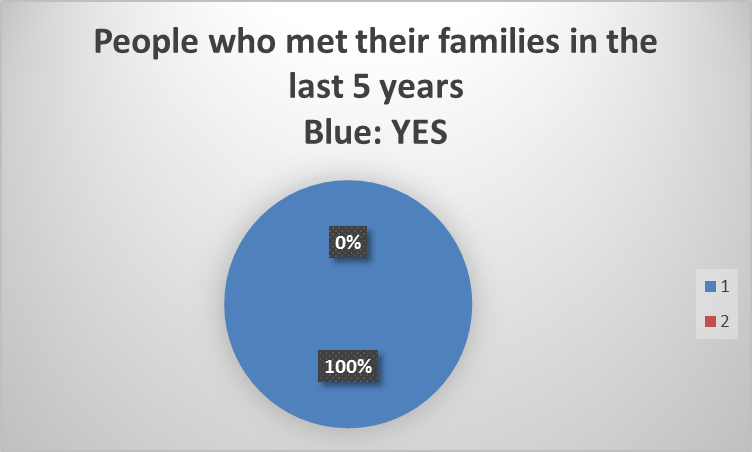 People who met their families in the
last 5 years
Blue: YES
0%
100%
1
2